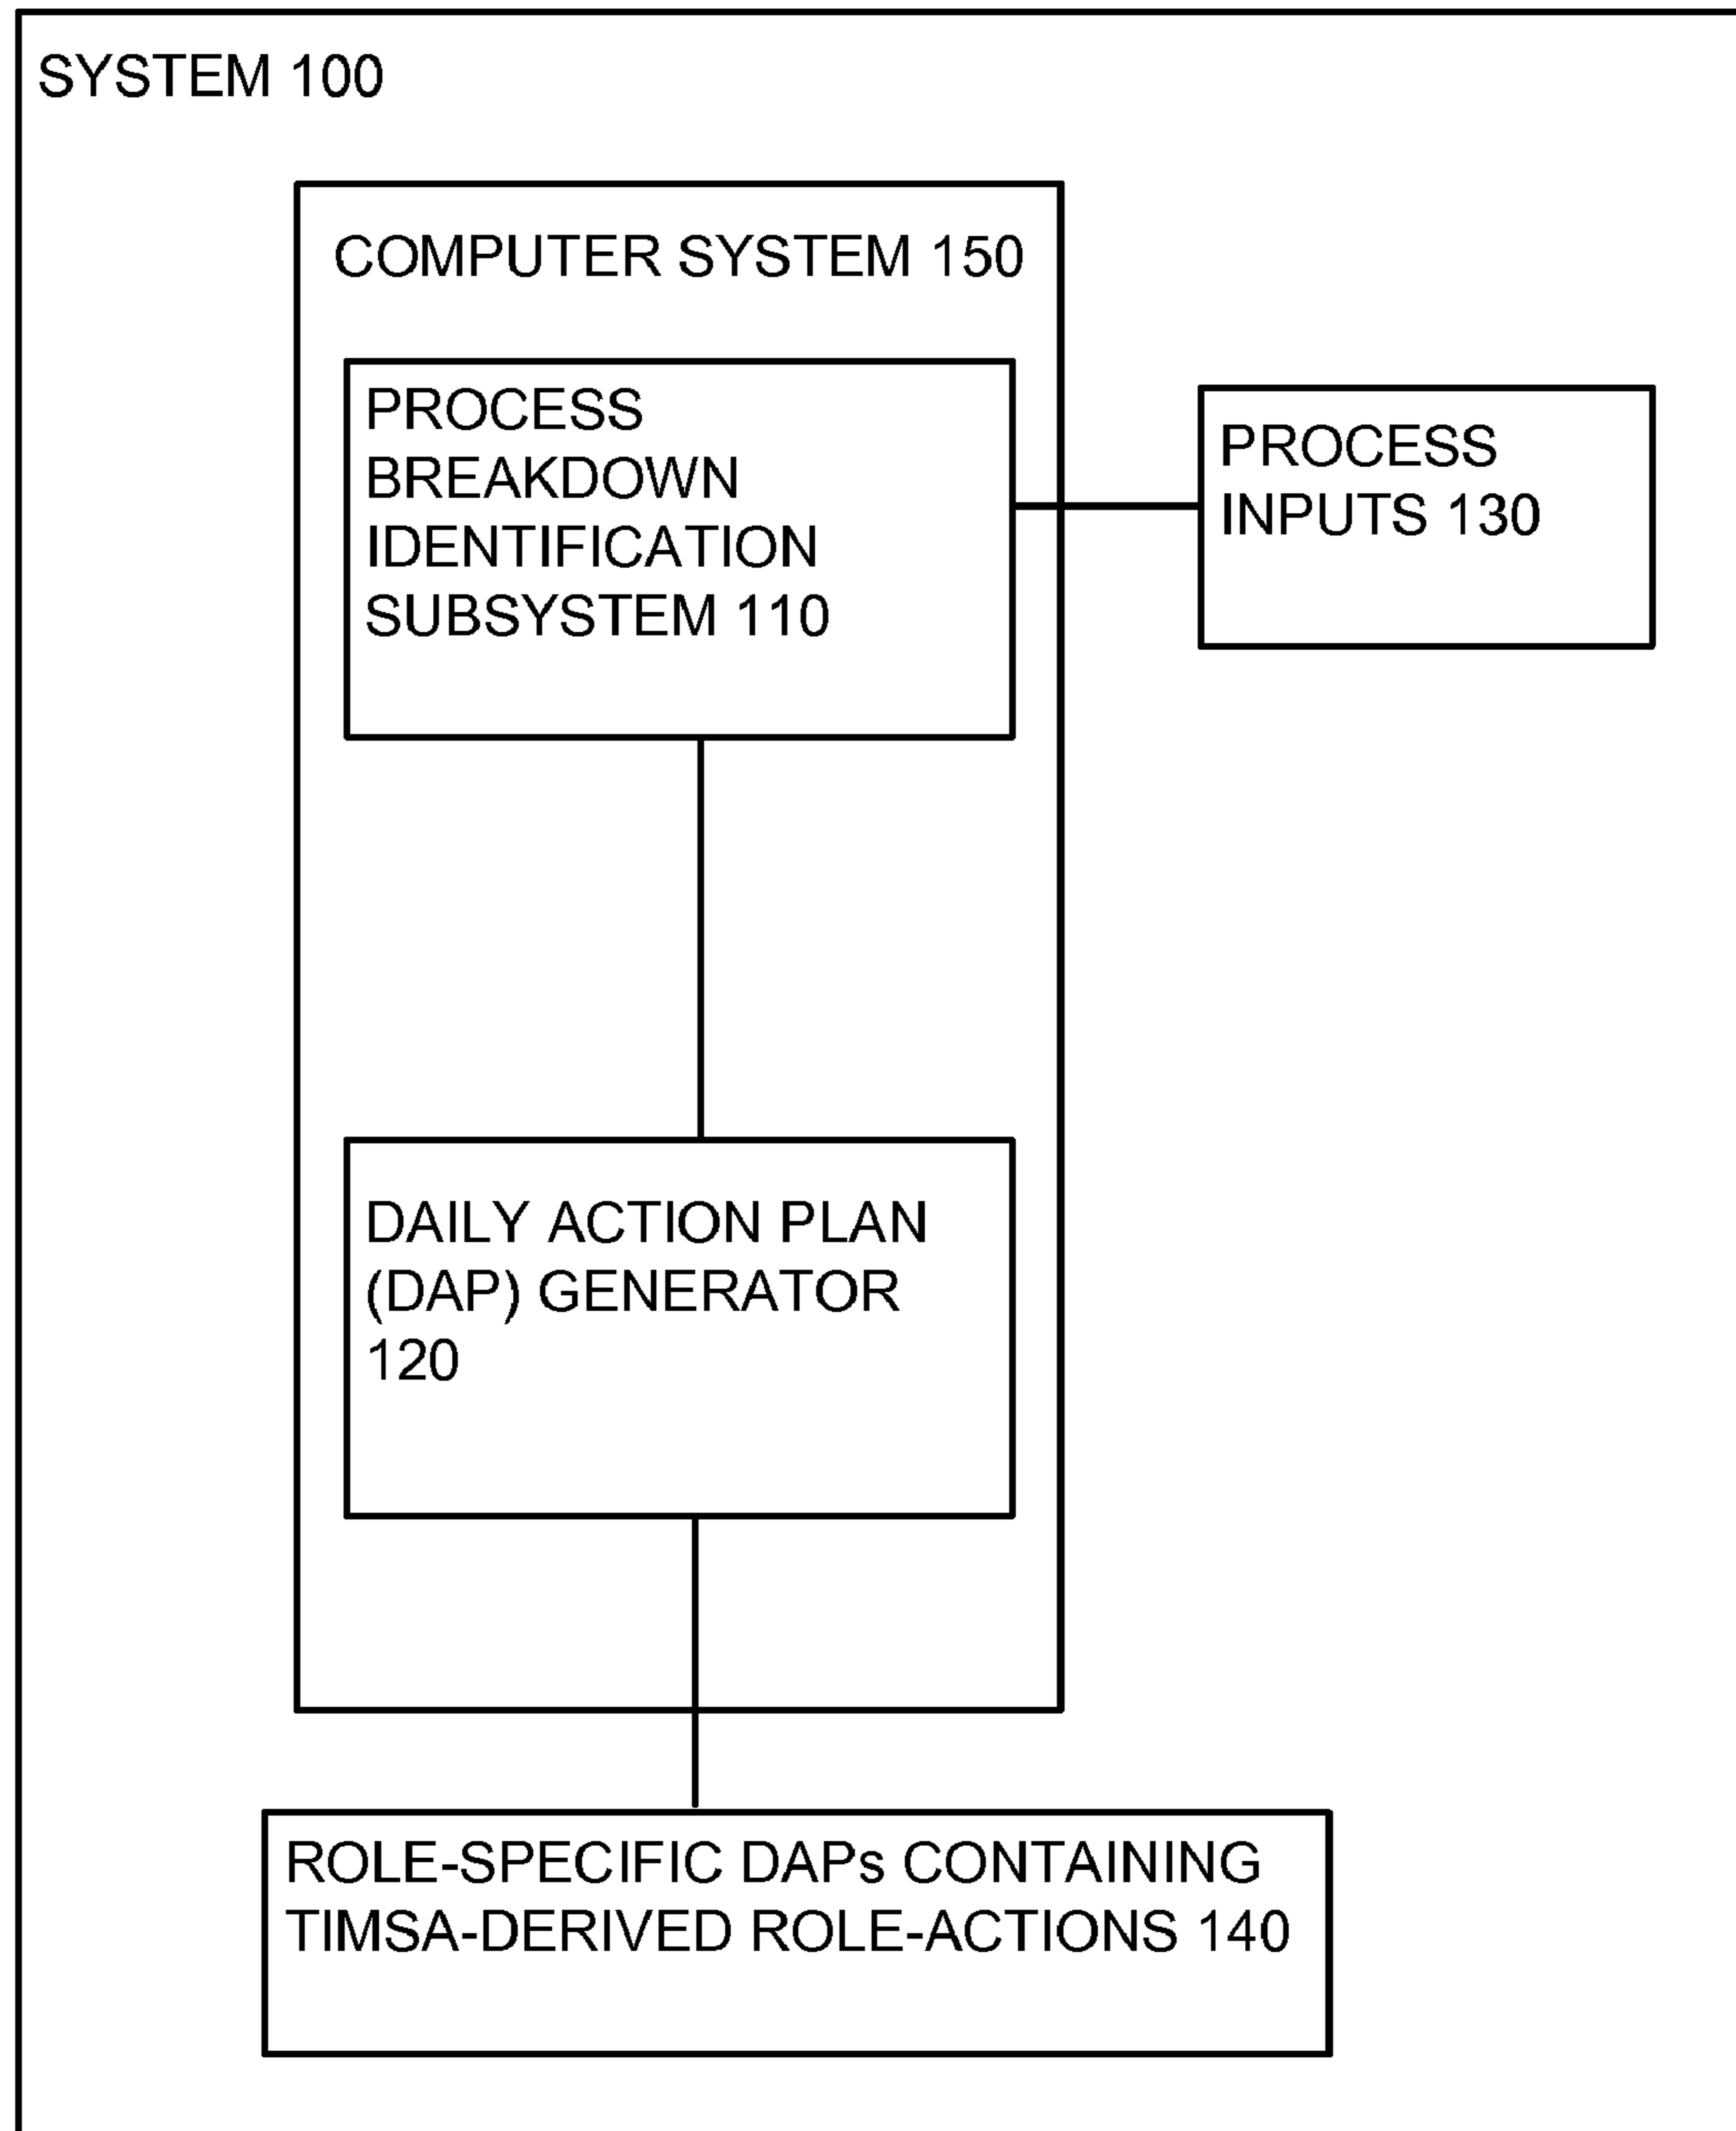 SYSTEM 100
COMPUTER SYSTEM 150
PROCESS
BREAKDOWN
IDENTIFICATION
SUBSYSTEM 110
PROCESS
INPUTS 130
DAILY ACTION PLAN
(DAP) GENERATOR
120
ROLE-SPECIFIC DAPs CONTAINING
TIMSA-DERIVED ROLE-ACTIONS 140